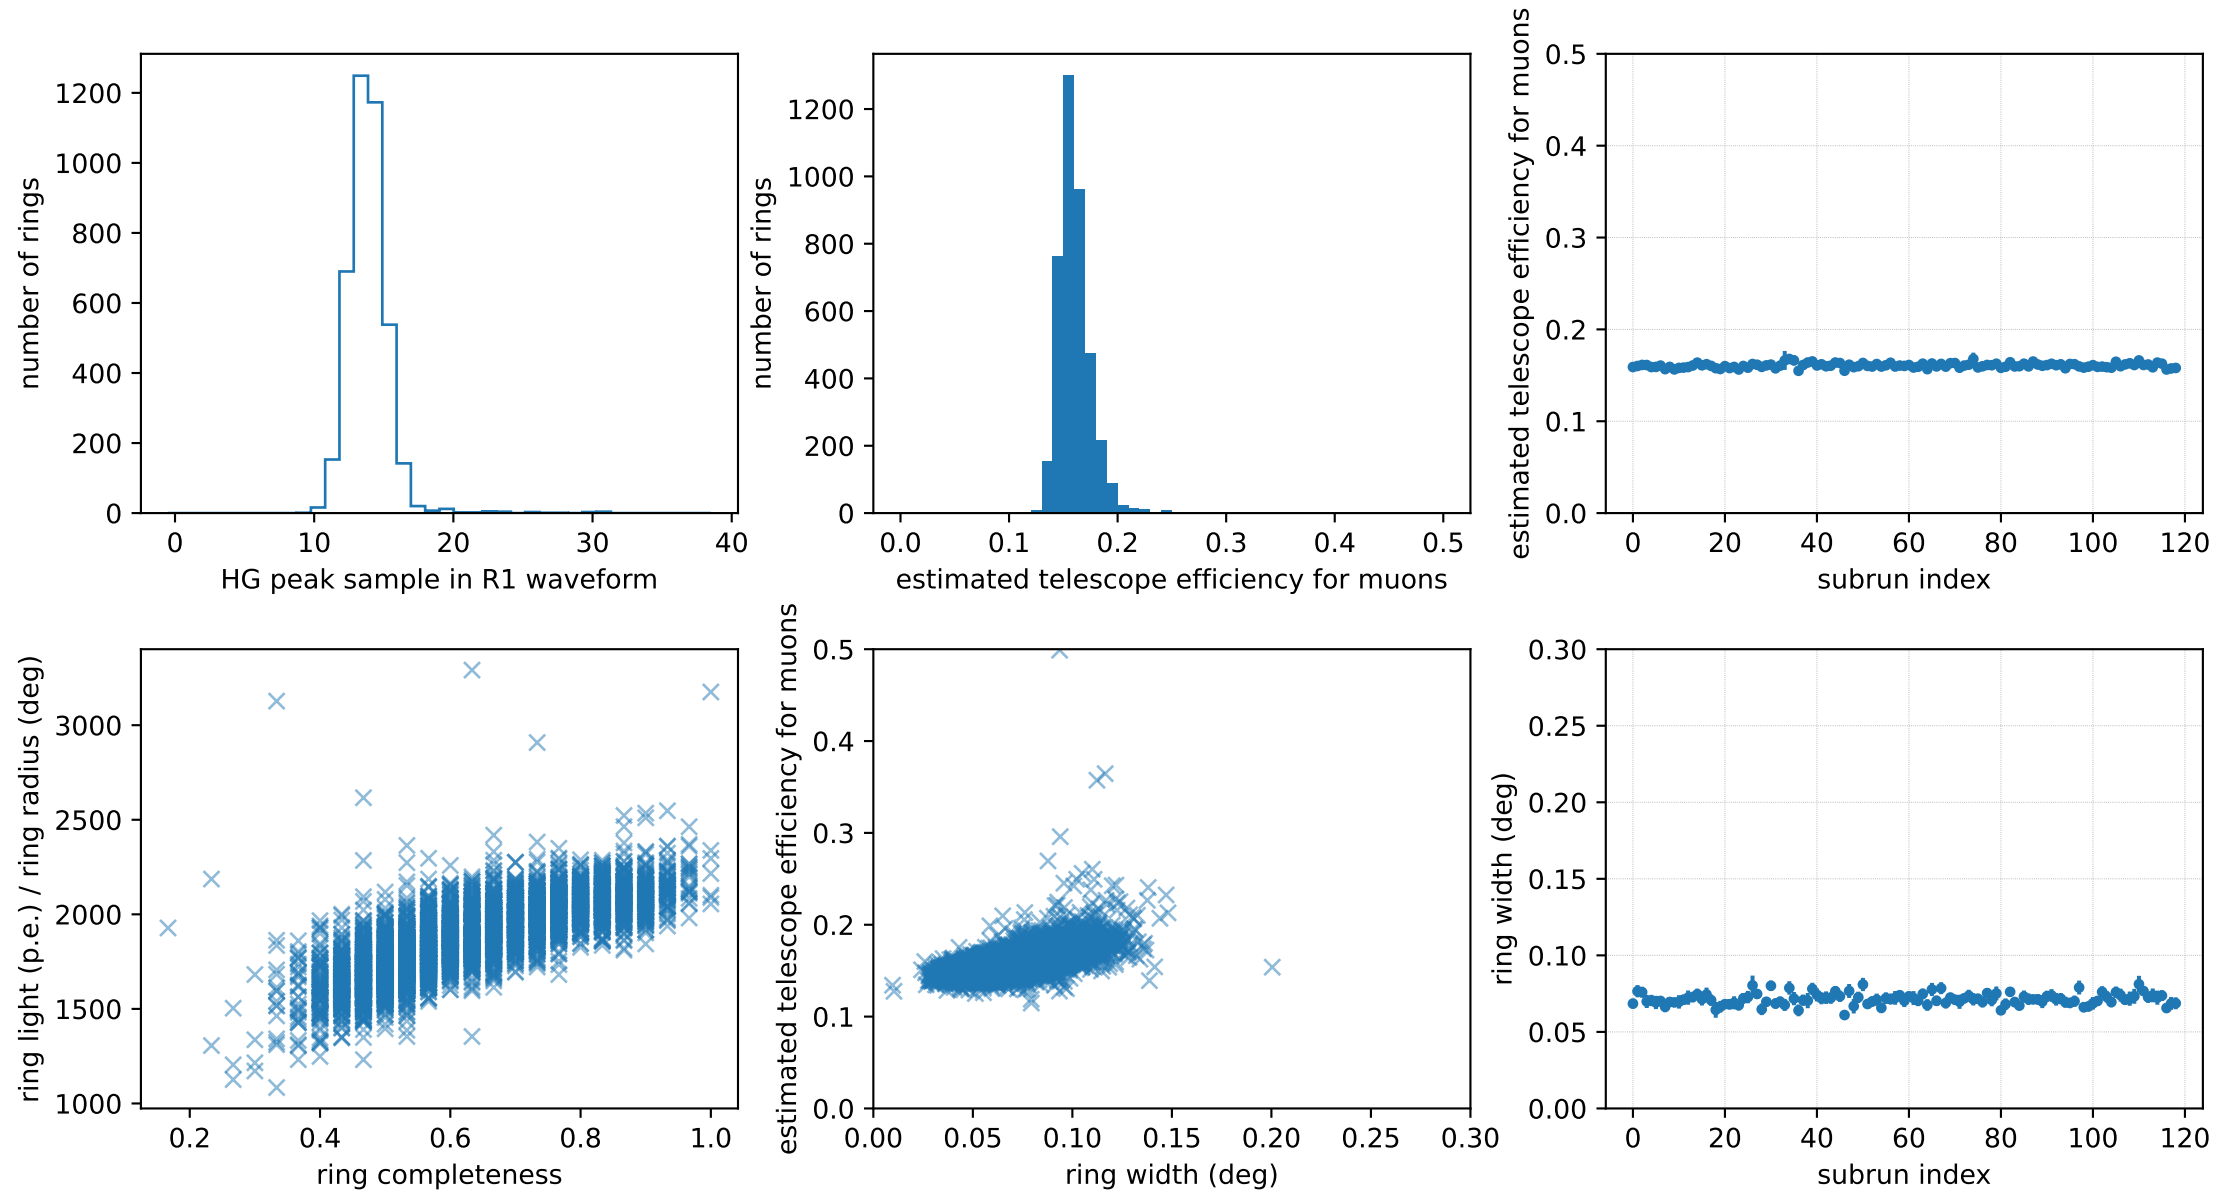 1200
1000
800
600
400
200
0
number of rings
0 10 20 30 40
HG peak sample in R1 waveform
1200
1000
800
600
400
200
0
number of rings
0.0 0.1 0.2 0.3 0.4 0.5
estimated telescope efficiency for muons
0.5
0.4
0.3
0.2
0.1
0.0
estimated telescope efficiency for muons
0 20 40 60 80 100 120
subrun index
3000
2500
2000
1500
1000
ring light (p.e.) / ring radius (deg)
0.2 0.4 0.6 0.8 1.0
ring completeness
0.5
0.4
0.3
0.2
0.1
0.0
estimated telescope efficiency for muons
0.00 0.05 0.10 0.15 0.20 0.25 0.30
ring width (deg)
0.30
0.25
0.20
0.15
0.10
0.05
0.00
ring width (deg)
0 20 40 60 80 100 120
subrun index